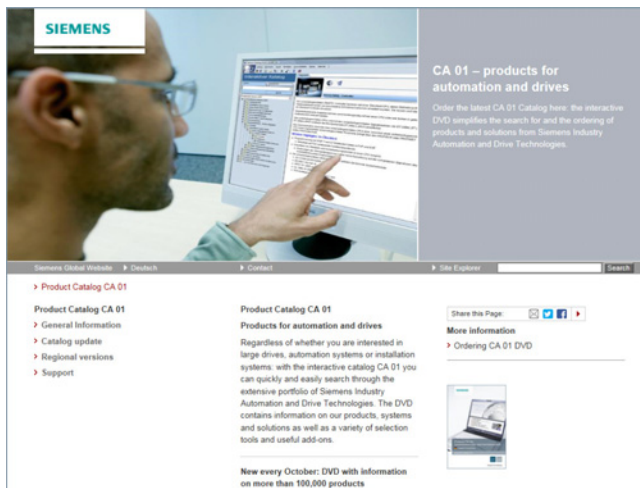 SIEMENS
CA 01 – products for
automation and drives
Order the latest CA 01 Catalog here: the interactive
DVD simplifies the search for and the ordering of
products and solutions from Siemens Industry
Automation and Drive Technologies.
Siemens Global Website
Deutsch
Contact
Site Explorer
Search
Product Catalog CA 01
Product Catalog CA 01
General Information
Catalog update
Regional versions
Support
Product Catalog CA 01
Products for automation and drives
Regardless of whether you are interested in
large drives, automation systems or installation
systems: with the interactive catalog CA 01 you
can quickly and easily search through the
extensive portfolio of Siemens Industry
Automation and Drive Technologies. The DVD
contains information on our products, systems
and solutions as well as a variety of selection
tools and useful add-ons.
New every October: DVD with information
on more than 100,000 products
Share this Page:
More information
Ordering CA 01 DVD